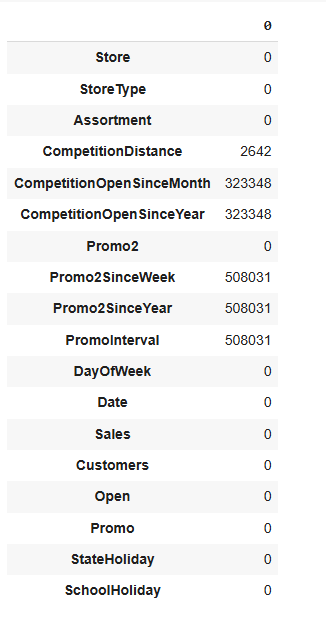 0
Store 0
StoreType 0
Assortment 0
CompetitionDistance 2642
CompetitionOpenSinceMonth 323348
CompetitionOpenSinceYear 323348
Promo2 0
Promo2SinceWeek 508031
Promo2SinceYear 508031
PromoInterval 508031
DayOfWeek 0
Date 0
Sales 0
Customers 0
Open 0
Promo 0
StateHoliday 0
SchoolHoliday 0